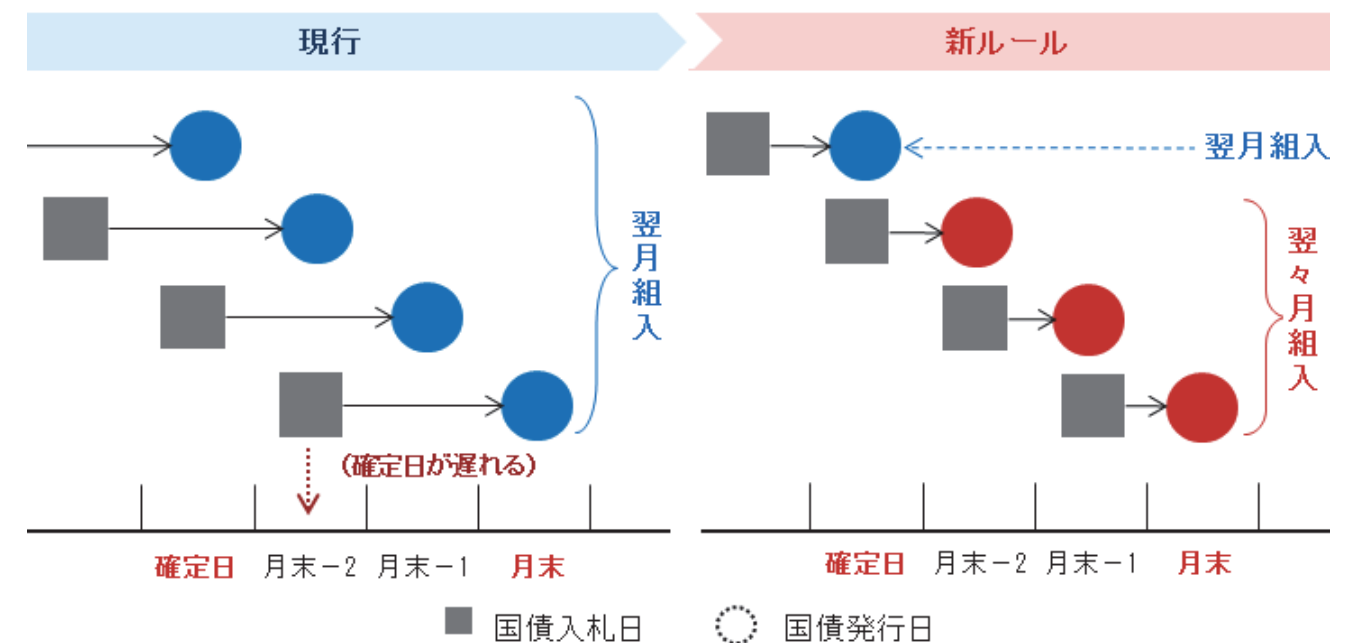 現行
新ルール
翌月組入
翌月組入
翌々月組入
(確定日が遅れる)
確定日 月末-2 月末-1 月末
確定日 月末-2 月末-1 月末
国債入札日 国債発行日